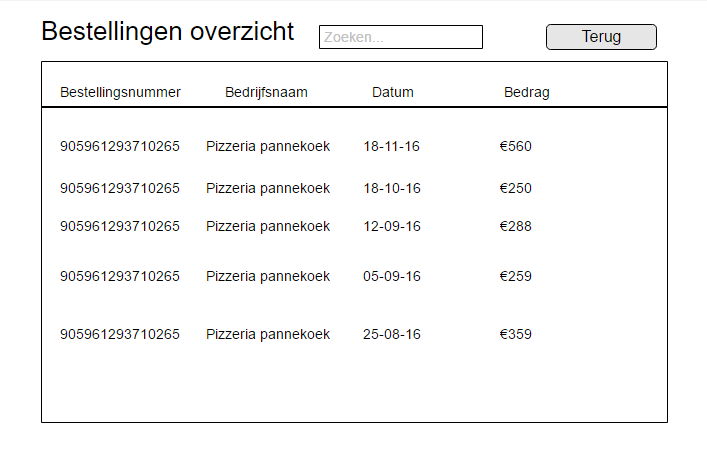 Bestellingen overzicht Zoeken... Terug
Bestellingsnummer Bedrijfsnaam Datum Bedrag
905961293710265 Pizzeria pannekoek 18-11-16 €560
905961293710265 Pizzeria pannekoek 18-10-16 €250
905961293710265 Pizzeria pannekoek 12-09-16 €288
905961293710265 Pizzeria pannekoek 05-09-16 €259
905961293710265 Pizzeria pannekoek 25-08-16 €359